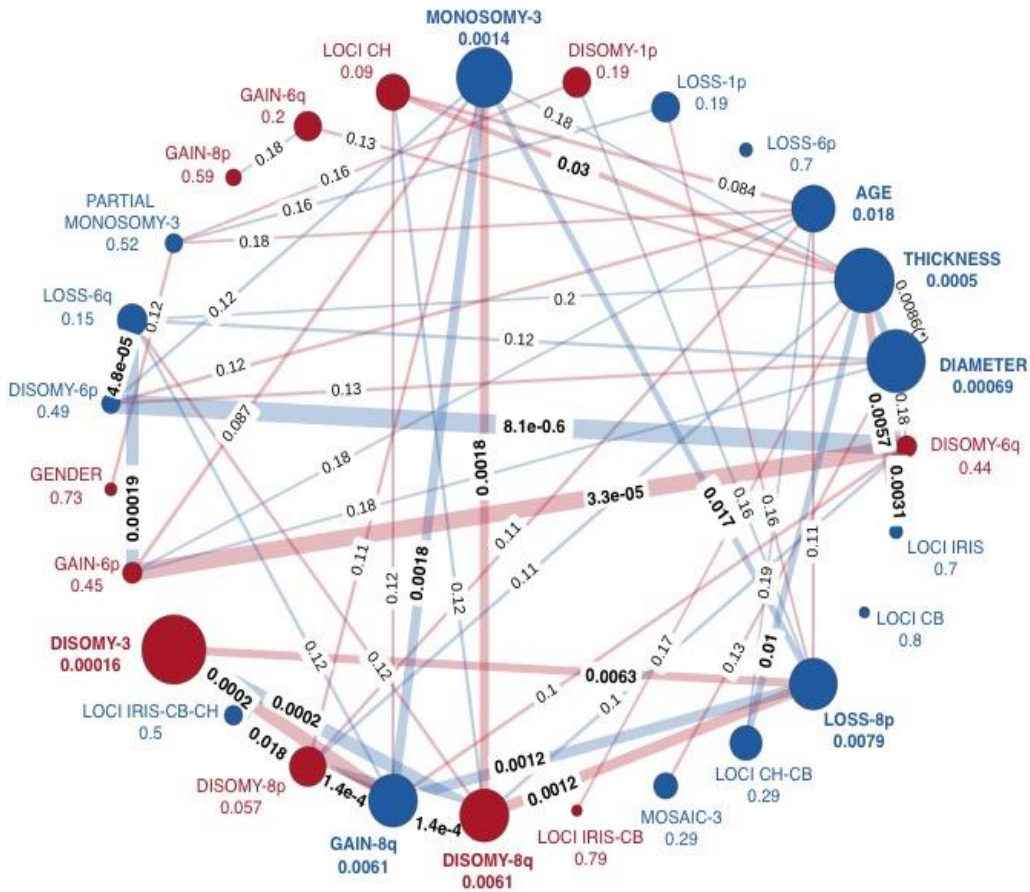 MONOSOMY-3
0.0014
LOCI CH
0.09
DISOMY-1p
0.19
LOSS-1p
0.19
GAIN-6q
0.2
LOSS-6p
0.7
GAIN-8p
0.59
AGE
0.018
PARTIAL
MONOSOMY-3
0.52
THICKNESS
0.0005
LOSS-6q
0.15
DIAMETER
0.00069
DISOMY-6p
0.49
DISOMY-6q
0.44
GENDER
0.73
LOCI IRIS
0.7
GAIN-6p
0.45
LOCI CB
0.8
DISOMY-3
0.00016
LOSS-8p
0.0079
LOCI IRIS-CB-CH
0.5
LOCI CH-CB
0.29
DISOMY-8p
0.057
MOSAIC-3
0.29
GAIN-8q
0.0061
DISOMY-8q
0.0061
LOCI IRIS-CB
0.79
0.18
0.18
0.13
0.16
0.03
0.084
0.16
0.18
0.12
0.12
0.2
0.0086(*)
0.12
4.8e-05
0.12
0.13
0.18
0.0057
0.087
8.1e-0.6
0.18
0.0018
3.3e-05
0.0031
0.00019
0.18
0.017
0.16
0.16
0.11
0.11
0.11
0.12
0.0018
0.12
0.11
0.19
0.12
0.12
0.17
0.13
0.01
0.0063
0.0002
0.0002
0.1
0.1
0.018
0.0012
0.0012
1.4e-4
1.4e-4